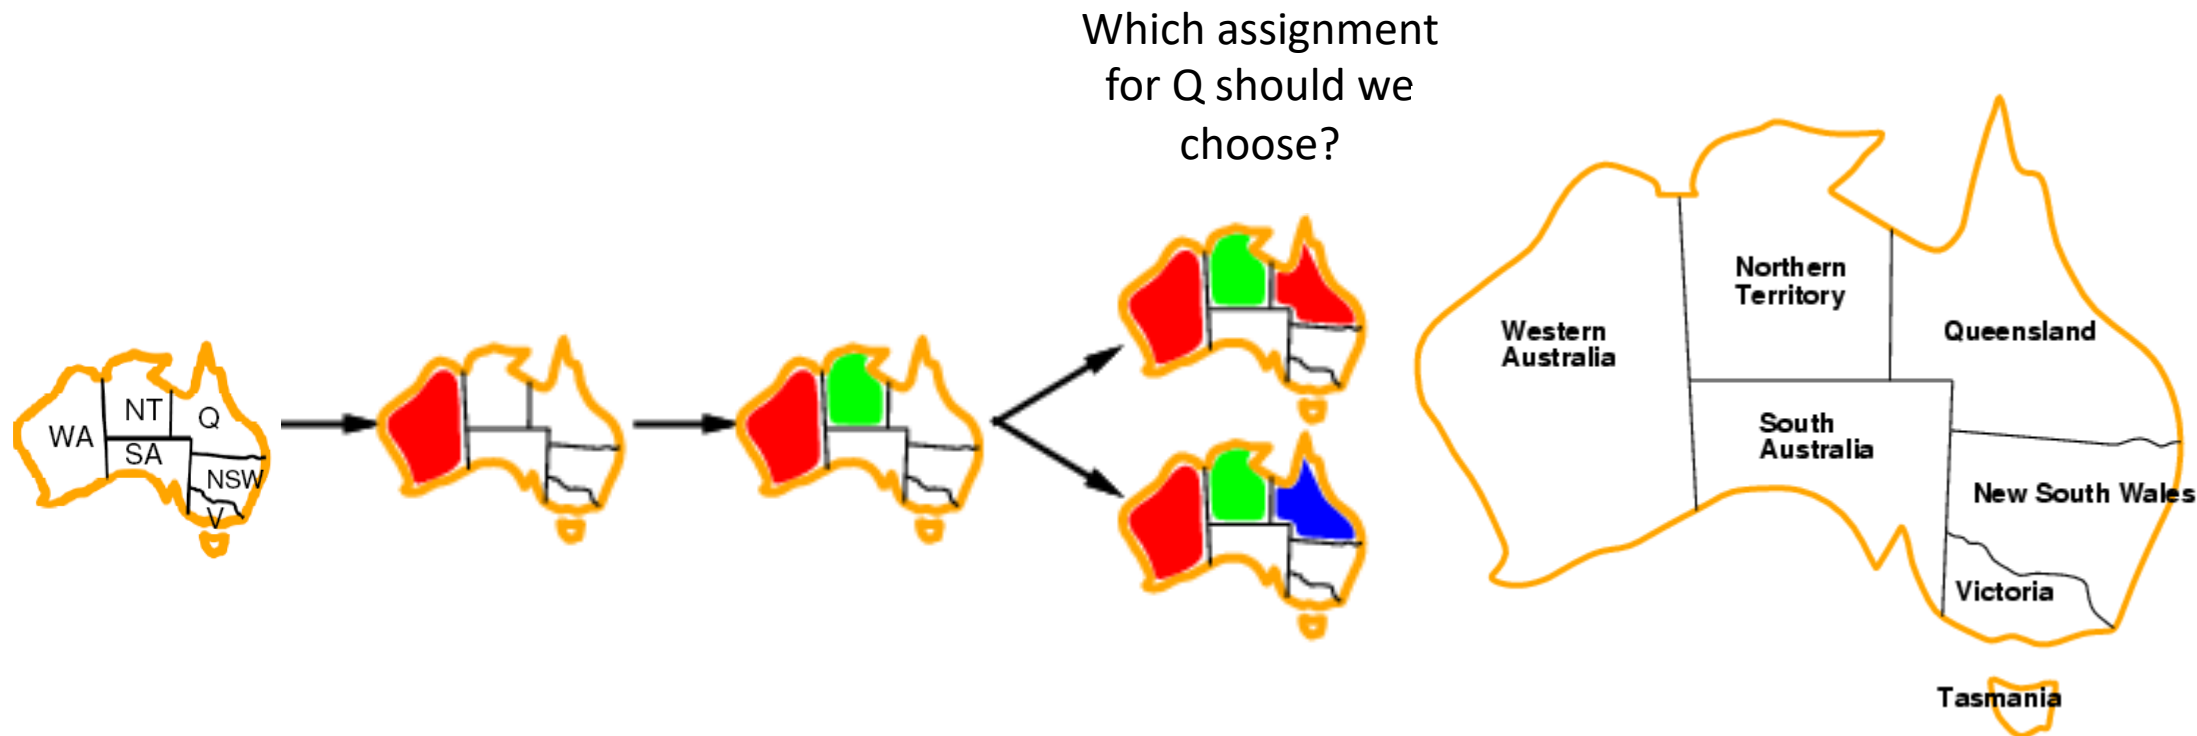 Which assignment
for Q should we
choose?
WA
NT
Q
SA
NSW
V
Northern
Territory
Western
Australia
Queensland
South
Australia
New South Wales
Victoria
Tasmania